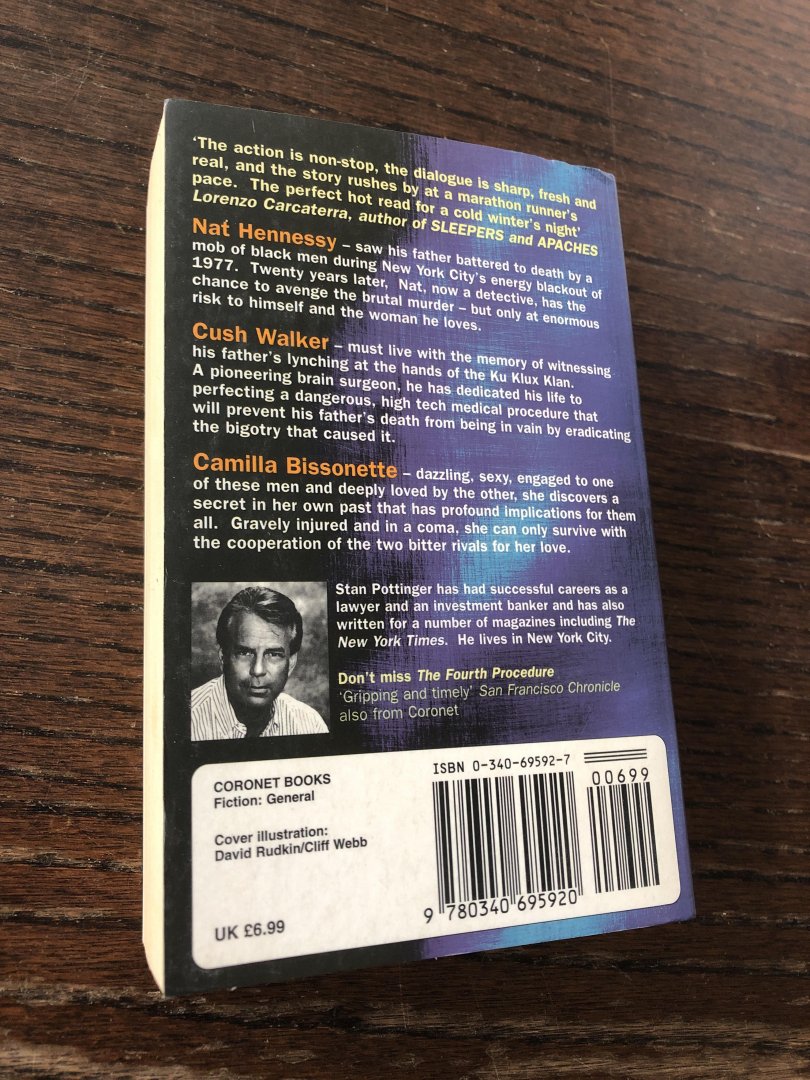 ‘The action is non-stop, the dialogue is sharp, fresh and
real, and the story rushes by at a marathon runner's
pace. The perfect hot read for a cold winter's night’
Lorenzo Carcaterra, author of SLEEPERS and APACHES
Nat Hennessy – saw his father battered to death by a
mob of black men during New York City's energy blackout of
1977. Twenty years later, Nat, now a detective, has the
chance to avenge the brutal murder – but only at enormous
risk to himself and the woman he loves.
Cush Walker – must live with the memory of witnessing
his father's lynching at the hands of the Ku Klux Klan.
A pioneering brain surgeon, he has dedicated his life to
perfecting a dangerous, high tech medical procedure that
will prevent his father's death from being in vain by eradicating
the bigotry that caused it.
Camilla Bissonette – dazzling, sexy, engaged to one
of these men and deeply loved by the other, she discovers a
secret in her own past that has profound implications for them
all. Gravely injured and in a coma, she can only survive with
the cooperation of the two bitter rivals for her love.
Stan Pottinger has had successful careers as a
lawyer and an investment banker and has also
written for a number of magazines including The
New York Times. He lives in New York City.
Don't miss The Fourth Procedure
‘Gripping and timely’ San Francisco Chronicle
also from Coronet
CORONET BOOKS
Fiction: General
Cover illustration:
David Rudkin/Cliff Webb
UK £6.99
ISBN 0-340-69592-7
00699
9 780340 695920